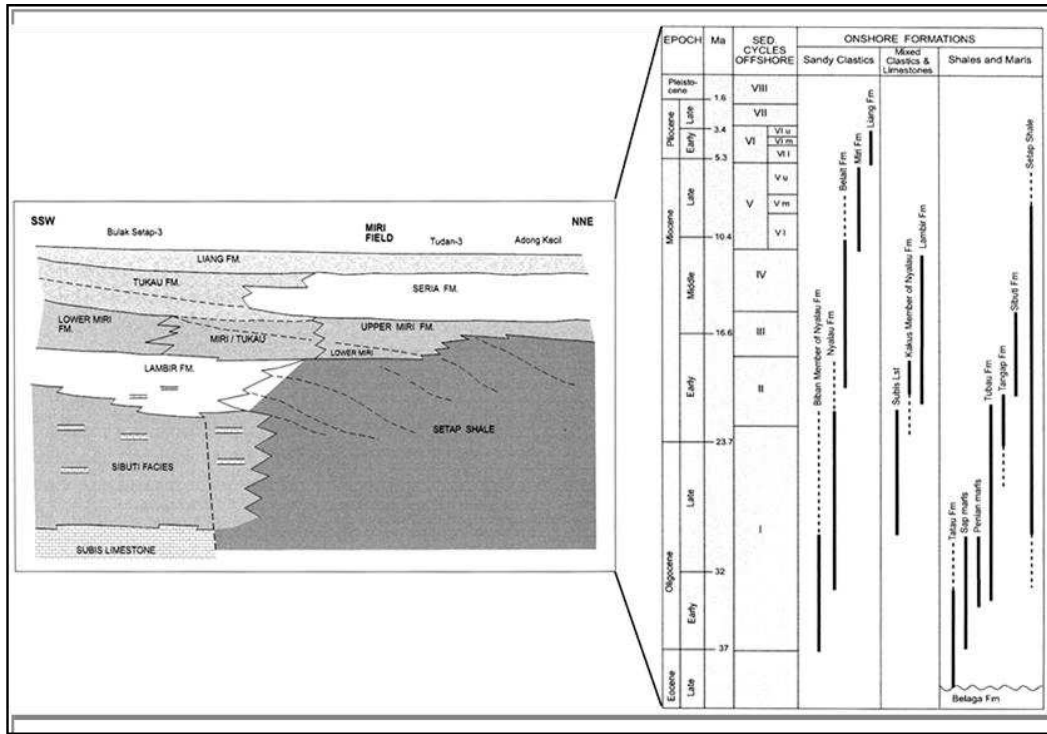 SSW
NNE
Bulak Setap-3
MIRI
FIELD
Tudan-3
Adong Kecil
LIANG FM.
TUKAU FM.
SERIA FM.
LOWER MIRI
FM.
UPPER MIRI FM.
MIRI / TUKAU
LOWER MIRI
LAMBIR FM.
SETAP SHALE
SIBUTI FACIES
SUBIS LIMESTONE
EPOCH
Ma
SED.
CYCLES
OFFSHORE
ONSHORE FORMATIONS
Sandy Clastics
Mixed
Clastics &
Limestones
Shales and Marls
Pleisto-
cene
1.6
VIII
Pliocene
Late
3.4
VII
Early
5.3
VI
VI u
VI m
VI l
Miocene
Late
10.4
V
V u
V m
V l
Middle
16.6
IV
III
Early
23.7
II
Oligocene
Late
32
I
Early
37
Eocene
Late
Biban Member of Nyalau Fm
Nyalau Fm
Belait Fm
Miri Fm
Liang Fm
Subis Lst
Kakus Member of Nyalau Fm
Lambir Fm
Tatau Fm
Sap marls
Penian marls
Tubau Fm
Tangap Fm
Sibuti Fm
Setap Shale
Belaga Fm